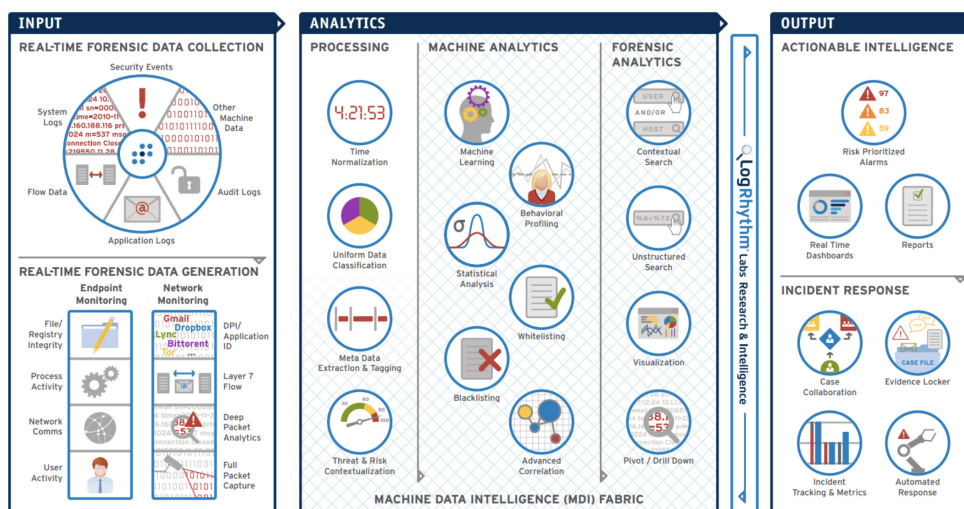 INPUT
REAL-TIME FORENSIC DATA COLLECTION
Security Events
System
Logs
Other
Machine
Data
Flow Data
Audit Logs
@
Application Logs
REAL-TIME FORENSIC DATA GENERATION
Endpoint
Monitoring
Network
Monitoring
File/
Registry
Integrity
Gmail
Dropbox
Lync
Bittorent
Tor
DPI/
Application
ID
Process
Activity
Layer 7
Flow
Network
Comms
Deep
Packet
Analytics
User
Activity
Full
Packet
Capture
ANALYTICS
PROCESSING
4:21:53
Time
Normalization
Uniform Data
Classification
Meta Data
Extraction & Tagging
30
60
90
100
Threat & Risk
Contextualization
MACHINE ANALYTICS
Machine
Learning
Behavioral
Profiling
σ
Statistical
Analysis
Whitelisting
Blacklisting
Advanced
Correlation
FORENSIC
ANALYTICS
USER
AND/OR
HOST
Contextual
Search
Unstructured
Search
Visualization
Pivot / Drill Down
MACHINE DATA INTELLIGENCE (MDI) FABRIC
LogRhythm Labs Research & Intelligence
OUTPUT
ACTIONABLE INTELLIGENCE
97
83
59
Risk Prioritized
Alarms
Real Time
Dashboards
Reports
INCIDENT RESPONSE
Case
Collaboration
CASE FILE
Evidence Locker
Incident
Tracking & Metrics
Automated
Response